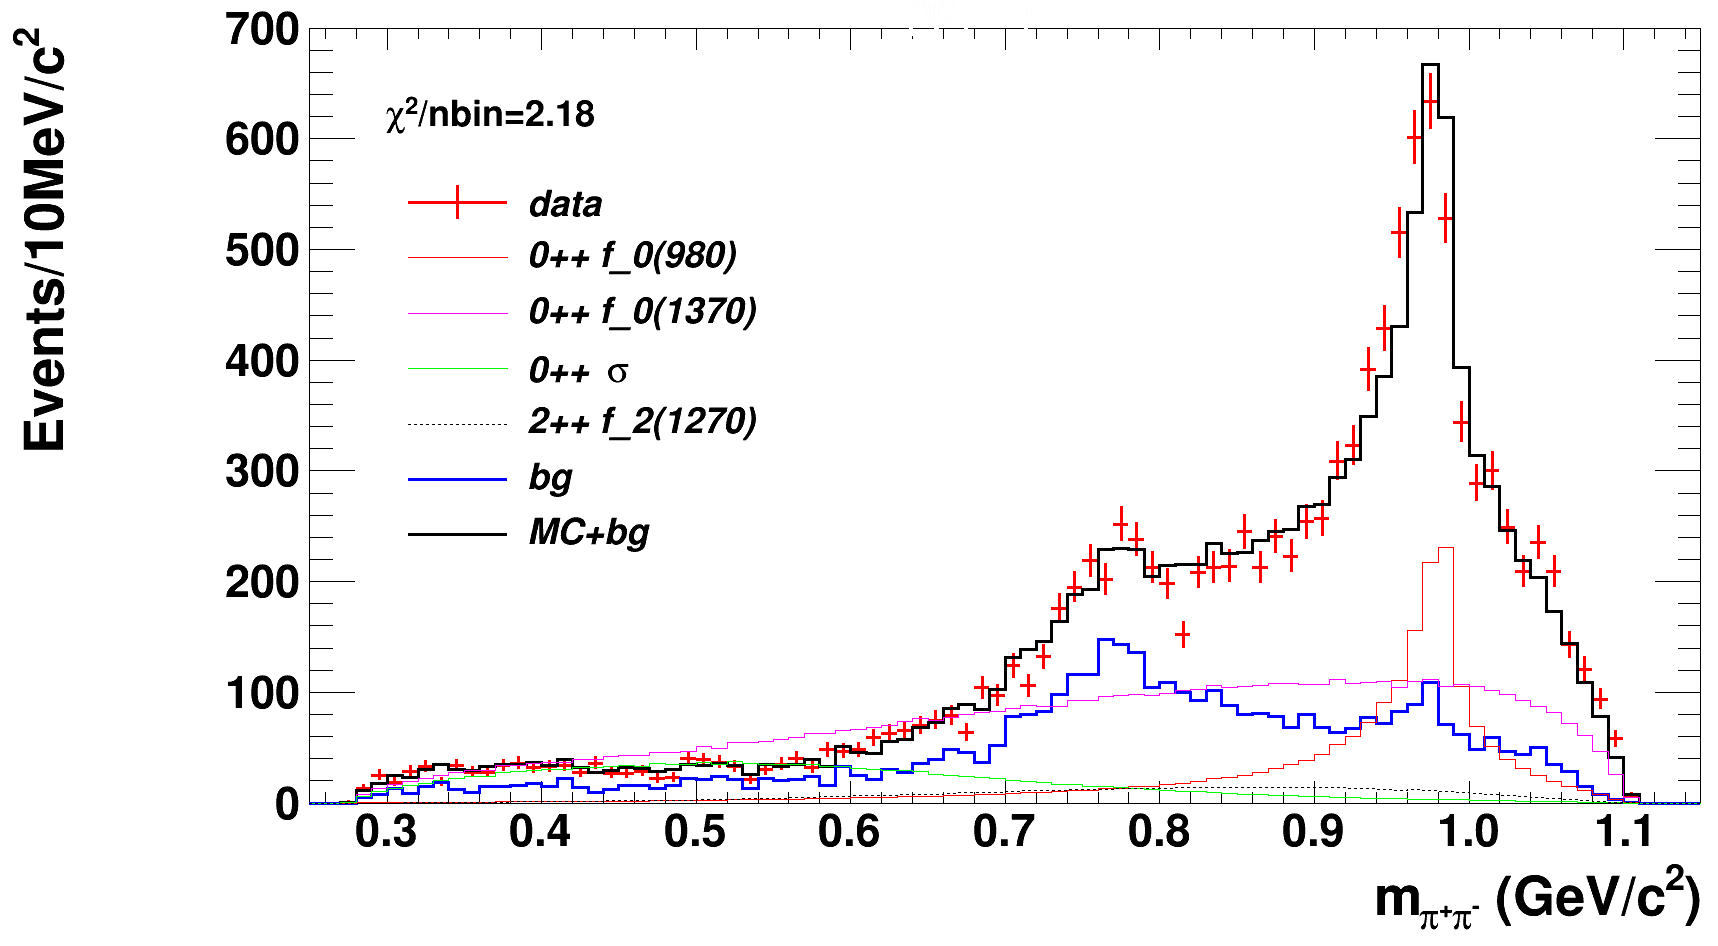 Events/10MeV/c²
700
600
500
400
300
200
100
0
χ²/nbin=2.18
data
0++ f_0(980)
0++ f_0(1370)
0++ σ
2++ f_2(1270)
bg
MC+bg
0.3 0.4 0.5 0.6 0.7 0.8 0.9 1.0 1.1
m_π⁺π⁻ (GeV/c²)